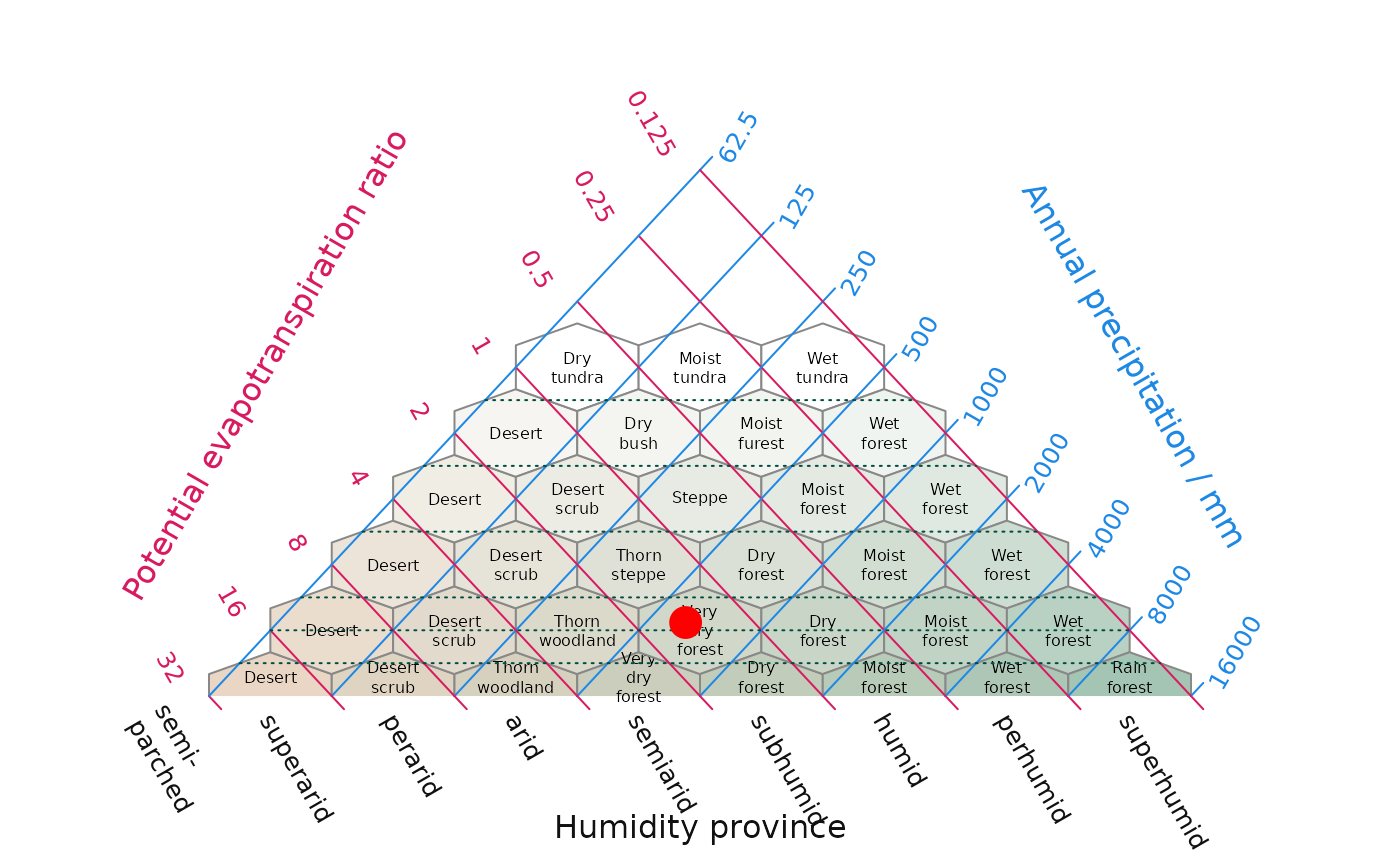 Potential evapotranspiration ratio
0.125
0.25
0.5
1
2
4
8
16
32
62.5
125
250
500
1000
2000
4000
8000
16000
Annual precipitation / mm
Dry
tundra
Moist
tundra
Wet
tundra
Desert
Dry
bush
Moist
furest
Wet
forest
Desert
Desert
scrub
Steppe
Moist
forest
Wet
forest
Desert
Desert
scrub
Thorn
steppe
Dry
forest
Moist
forest
Wet
forest
Desert
Desert
scrub
Thorn
woodland
forest
Dry
forest
Moist
forest
Wet
forest
Desert
Desert
scrub
Thorn
woodland
Very
dry
forest
Dry
forest
Moist
forest
Wet
forest
Rain
forest
semi-
parched
superarid
perarid
arid
semiarid
subhumid
humid
perhumid
superhumid
Humidity province